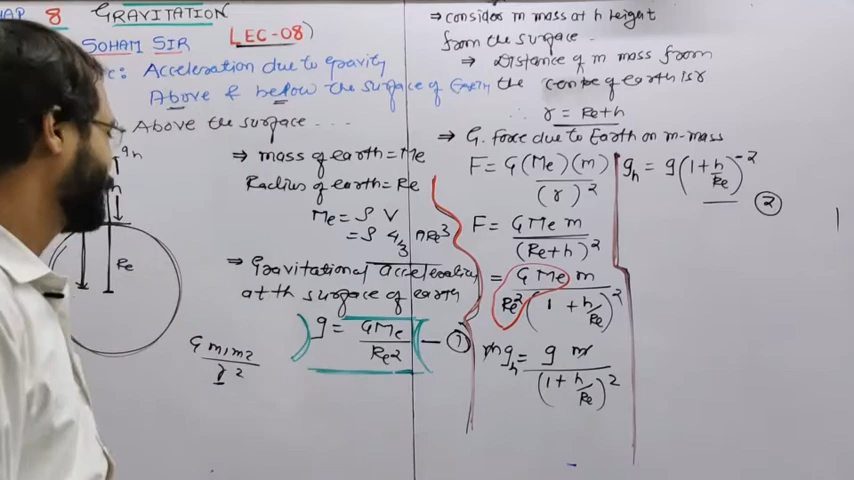 HAP 8 GRAVITATION
SOHAM SIR LEC-08)
c: Acceleration due to gravity
Above & below the surface of Earth
Above the surface ...
gh
h
Re
⇒ mass of earth = Me
Radius of earth = Re
Me = ρ V
= ρ 4/3 πRe³
⇒ Gravitational acceleration
at th surface of earth
g = GMe/Re² — ①
G m1m2/r²
⇒ consider m mass at h height
from the surface.
⇒ Distance of m mass from
the centre of earth is r
∴ r = Re+h
⇒ G. Force due to Earth on m-mass
F = G(Me)(m)/(r)²
F = GMe m/(Re+h)²
= GMe m/Re²(1 + h/Re)²
mgh = g m/(1 + h/Re)²
gh = g(1 + h/Re)⁻² — ②